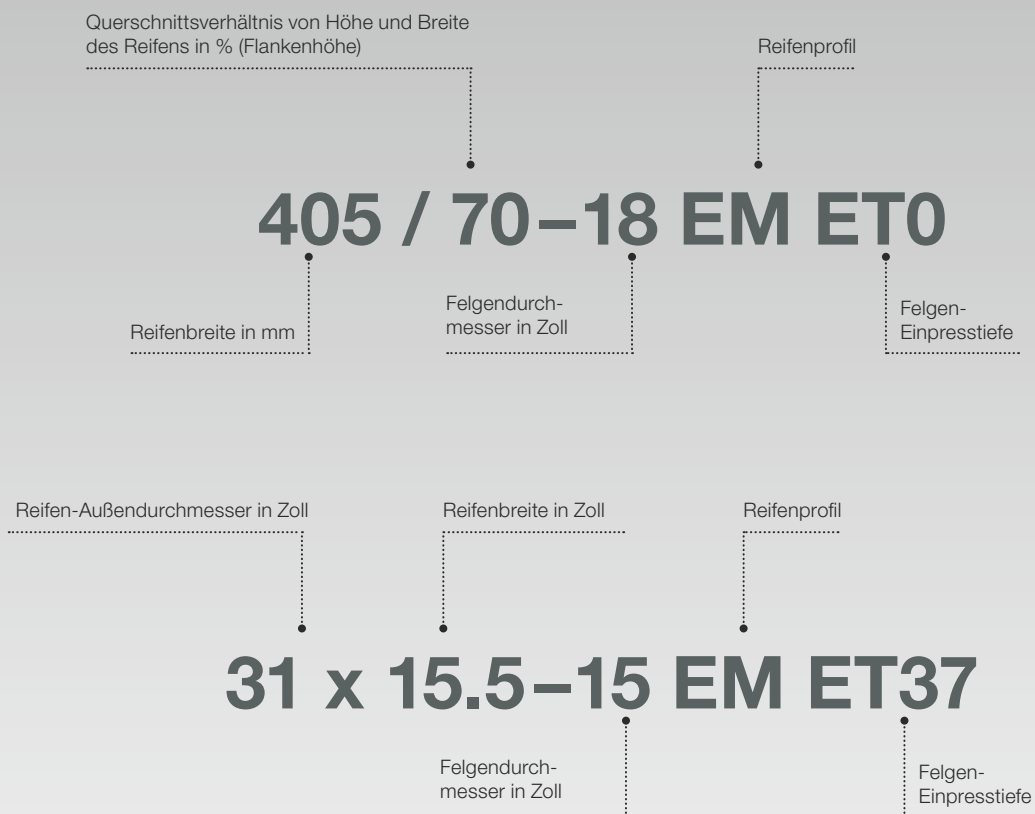 Querschnittsverhältnis von Höhe und Breite
des Reifens in % (Flankenhöhe)
Reifenprofil
405 / 70–18 EM ET0
Reifenbreite in mm
Felgendurch-
messer in Zoll
Felgen-
Einpresstiefe
Reifen-Außendurchmesser in Zoll
Reifenbreite in Zoll
Reifenprofil
31 x 15.5–15 EM ET37
Felgendurch-
messer in Zoll
Felgen-
Einpresstiefe